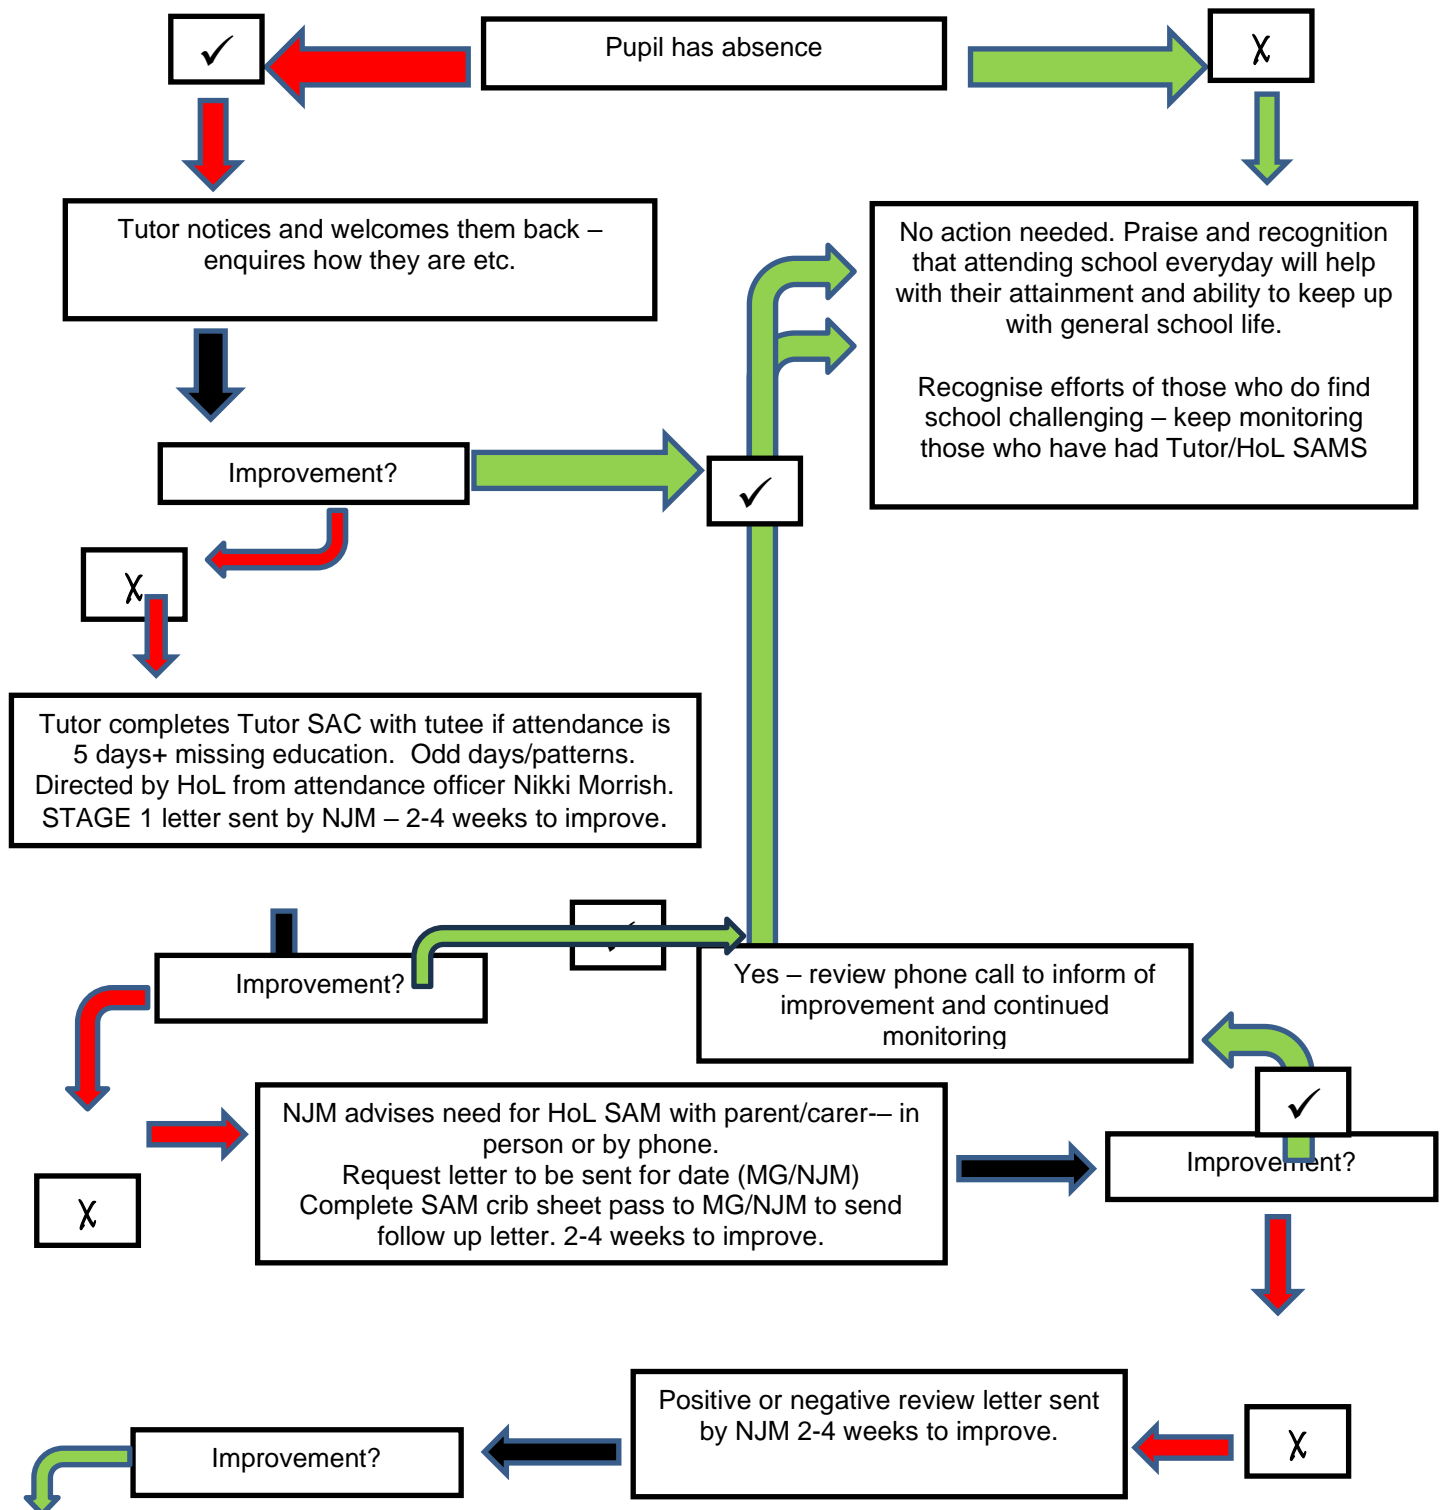 ✓
Pupil has absence
X
Tutor notices and welcomes them back –
enquires how they are etc.
No action needed. Praise and recognition
that attending school everyday will help
with their attainment and ability to keep up
with general school life.
Recognise efforts of those who do find
school challenging – keep monitoring
those who have had Tutor/HoL SAMS
Improvement?
✓
X
Tutor completes Tutor SAC with tutee if attendance is
5 days+ missing education.  Odd days/patterns.
Directed by HoL from attendance officer Nikki Morrish.
STAGE 1 letter sent by NJM – 2-4 weeks to improve.
✓
Improvement?
Yes – review phone call to inform of
improvement and continued
monitoring
✓
NJM advises need for HoL SAM with parent/carer-– in
person or by phone.
Request letter to be sent for date (MG/NJM)
Complete SAM crib sheet pass to MG/NJM to send
follow up letter. 2-4 weeks to improve.
Improvement?
X
Positive or negative review letter sent
by NJM 2-4 weeks to improve.
X
Improvement?